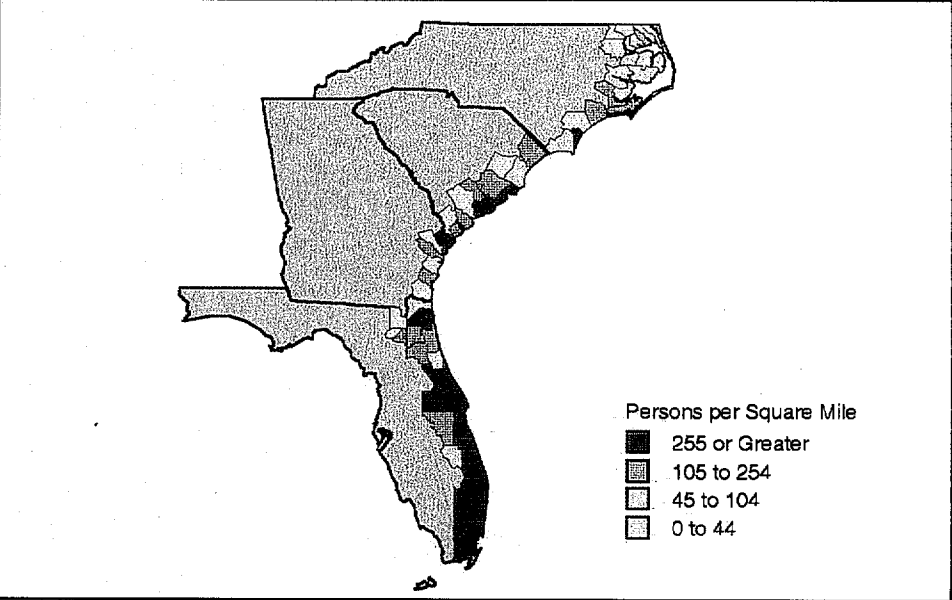 Persons per Square Mile
255 or Greater
105 to 254
45 to 104
0 to 44